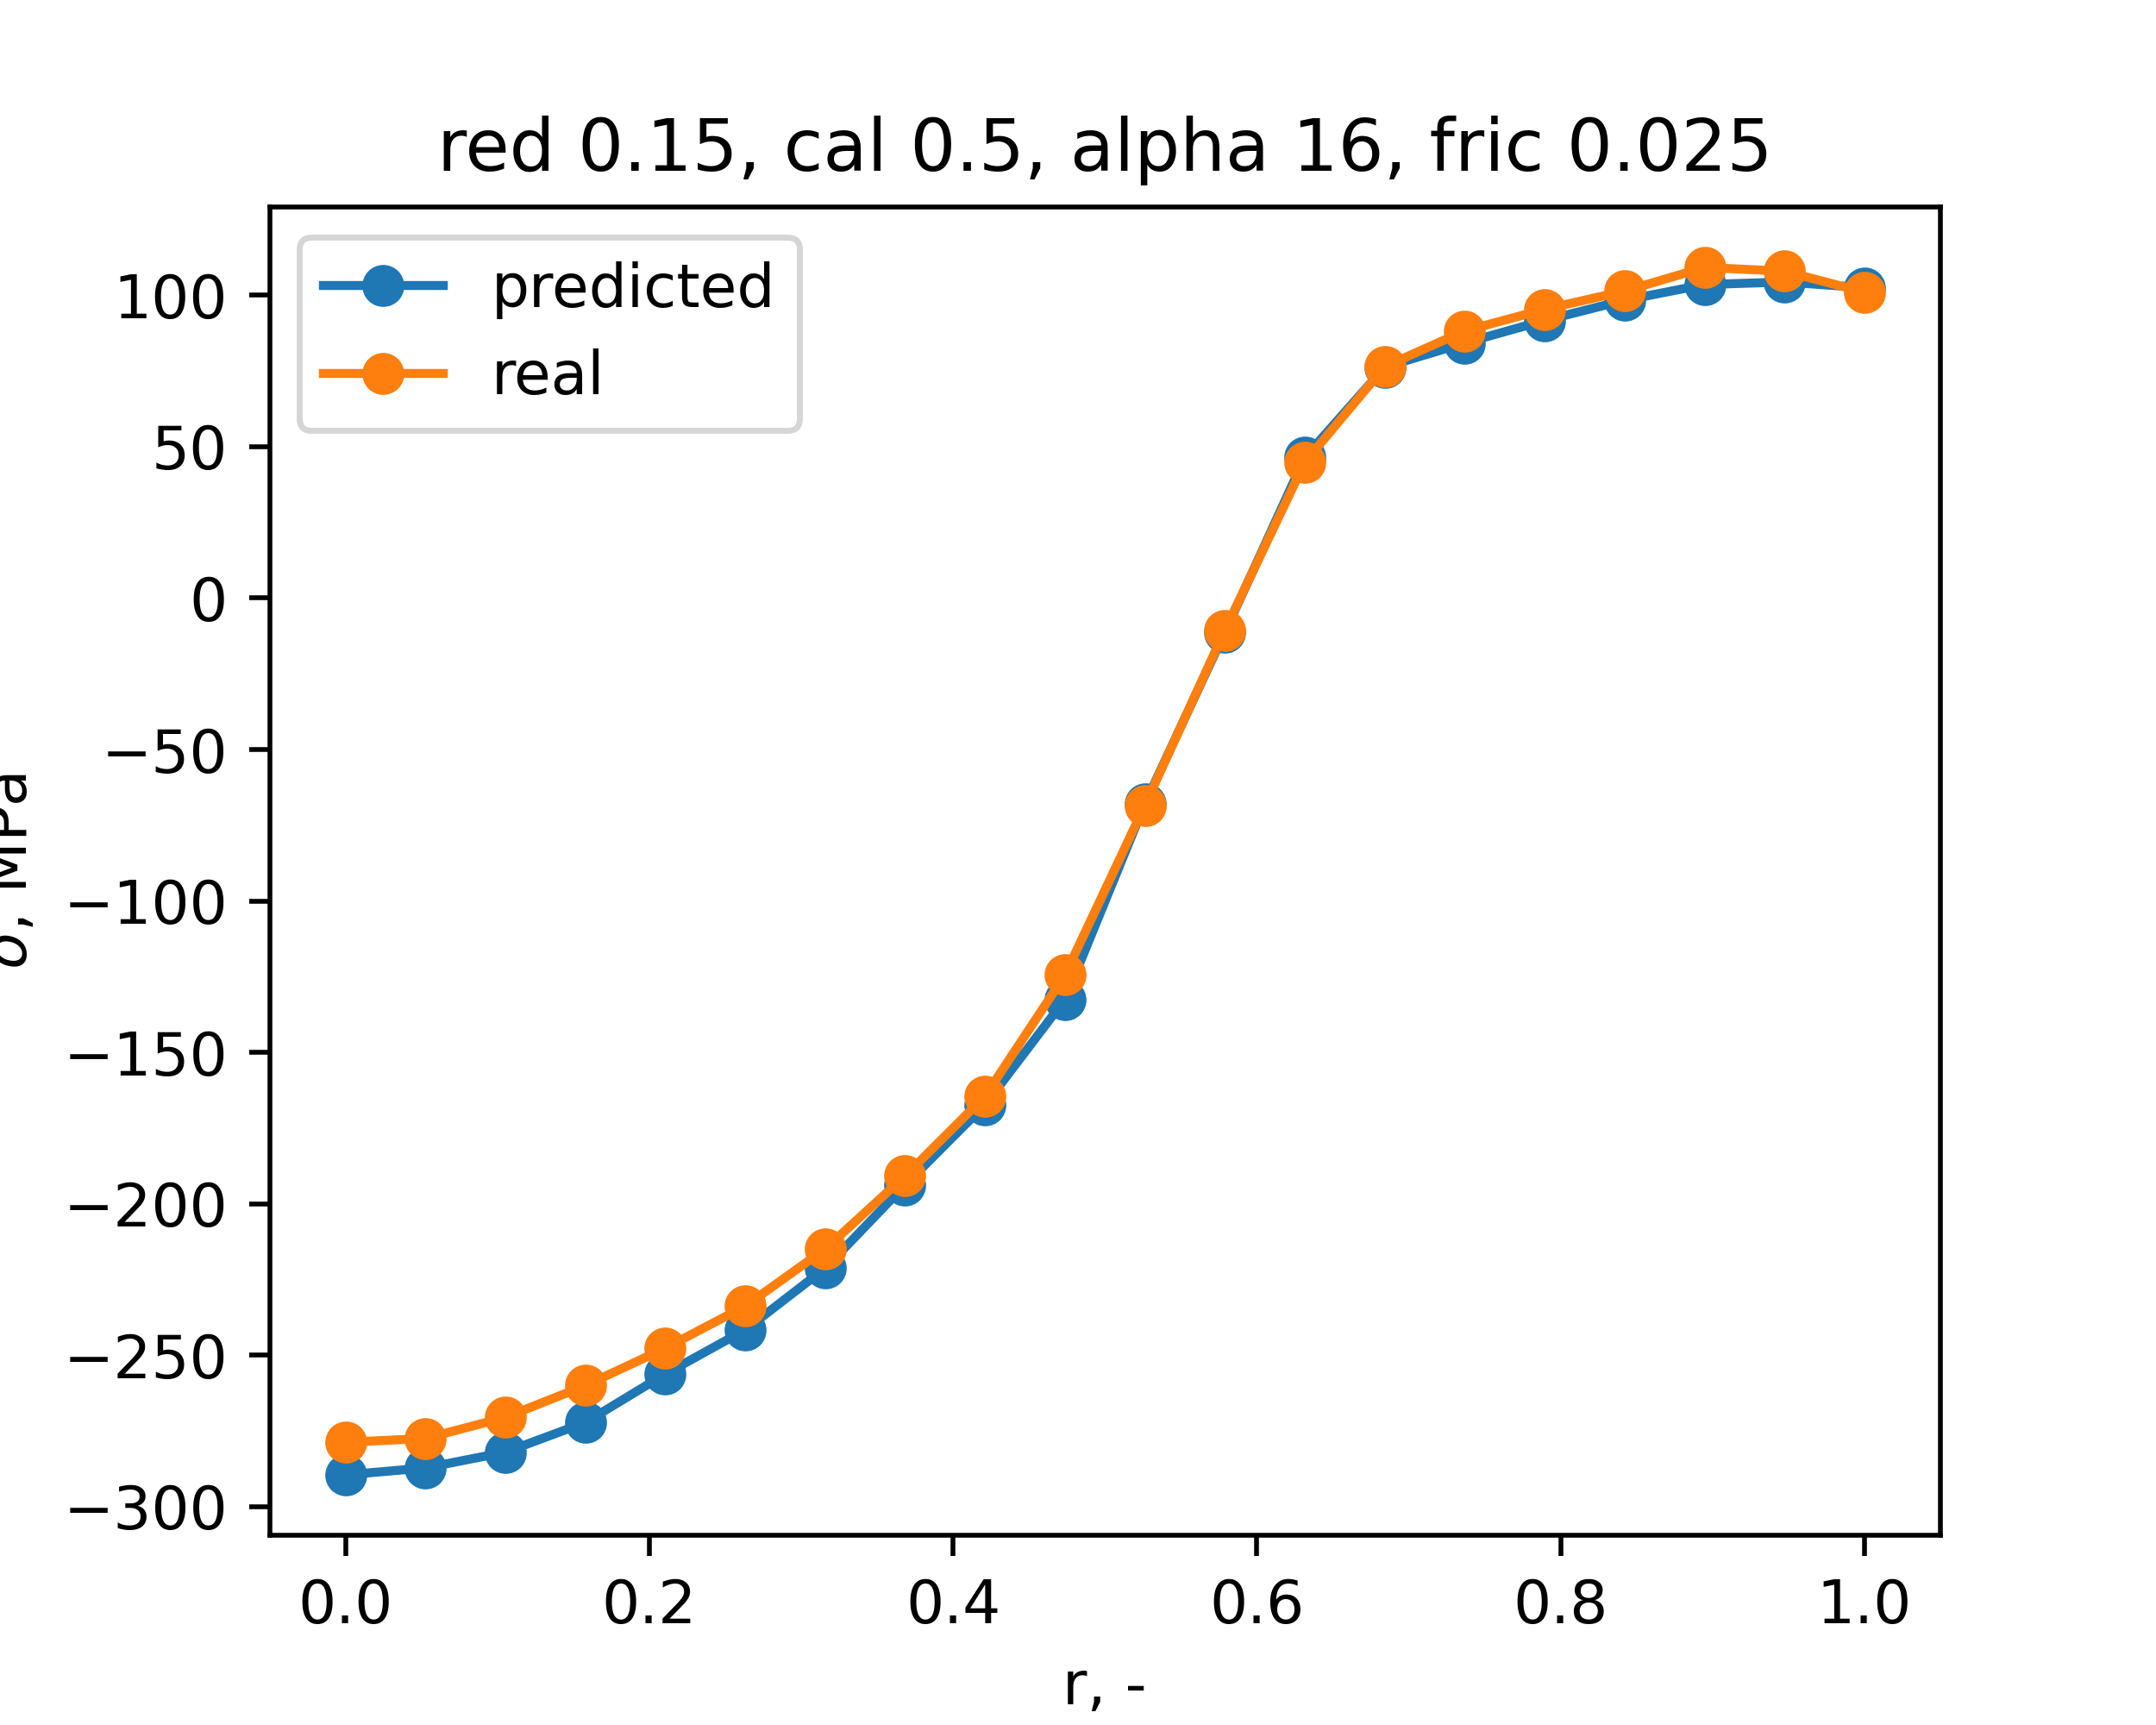 red 0.15, cal 0.5, alpha 16, fric 0.025
predicted
real
100
50
0
−50
−100
−150
−200
−250
−300
σ, MPa
0.0 0.2 0.4 0.6 0.8 1.0
r, -